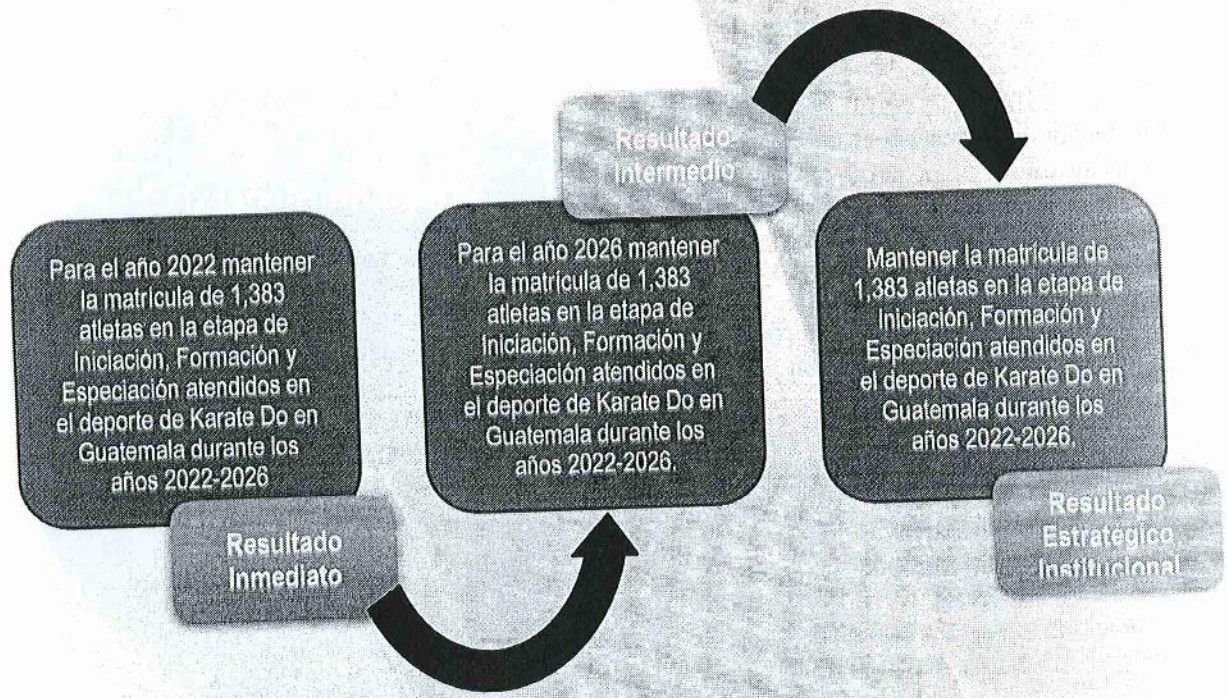 Para el año 2022 mantener
la matricula de 1,383
atletas en la etapa de
Iniciación, Formación y
Especiación atendidos en
el deporte de Karate Do en
Guatemala durante los
años 2022-2026
Resultado
Inmediato
Resultado
Intermedio
Para el año 2026 mantener
la matricula de 1,383
atletas en la etapa de
Iniciación, Formación y
Especiación atendidos en
el deporte de Karate Do en
Guatemala durante los
años 2022-2026.
Mantener la matricula de
1,383 atletas en la etapa de
Iniciación, Formación y
Especiación atendidos en
el deporte de Karate Do en
Guatemala durante los
años 2022-2026.
Resultado
Estratégico
Institucional